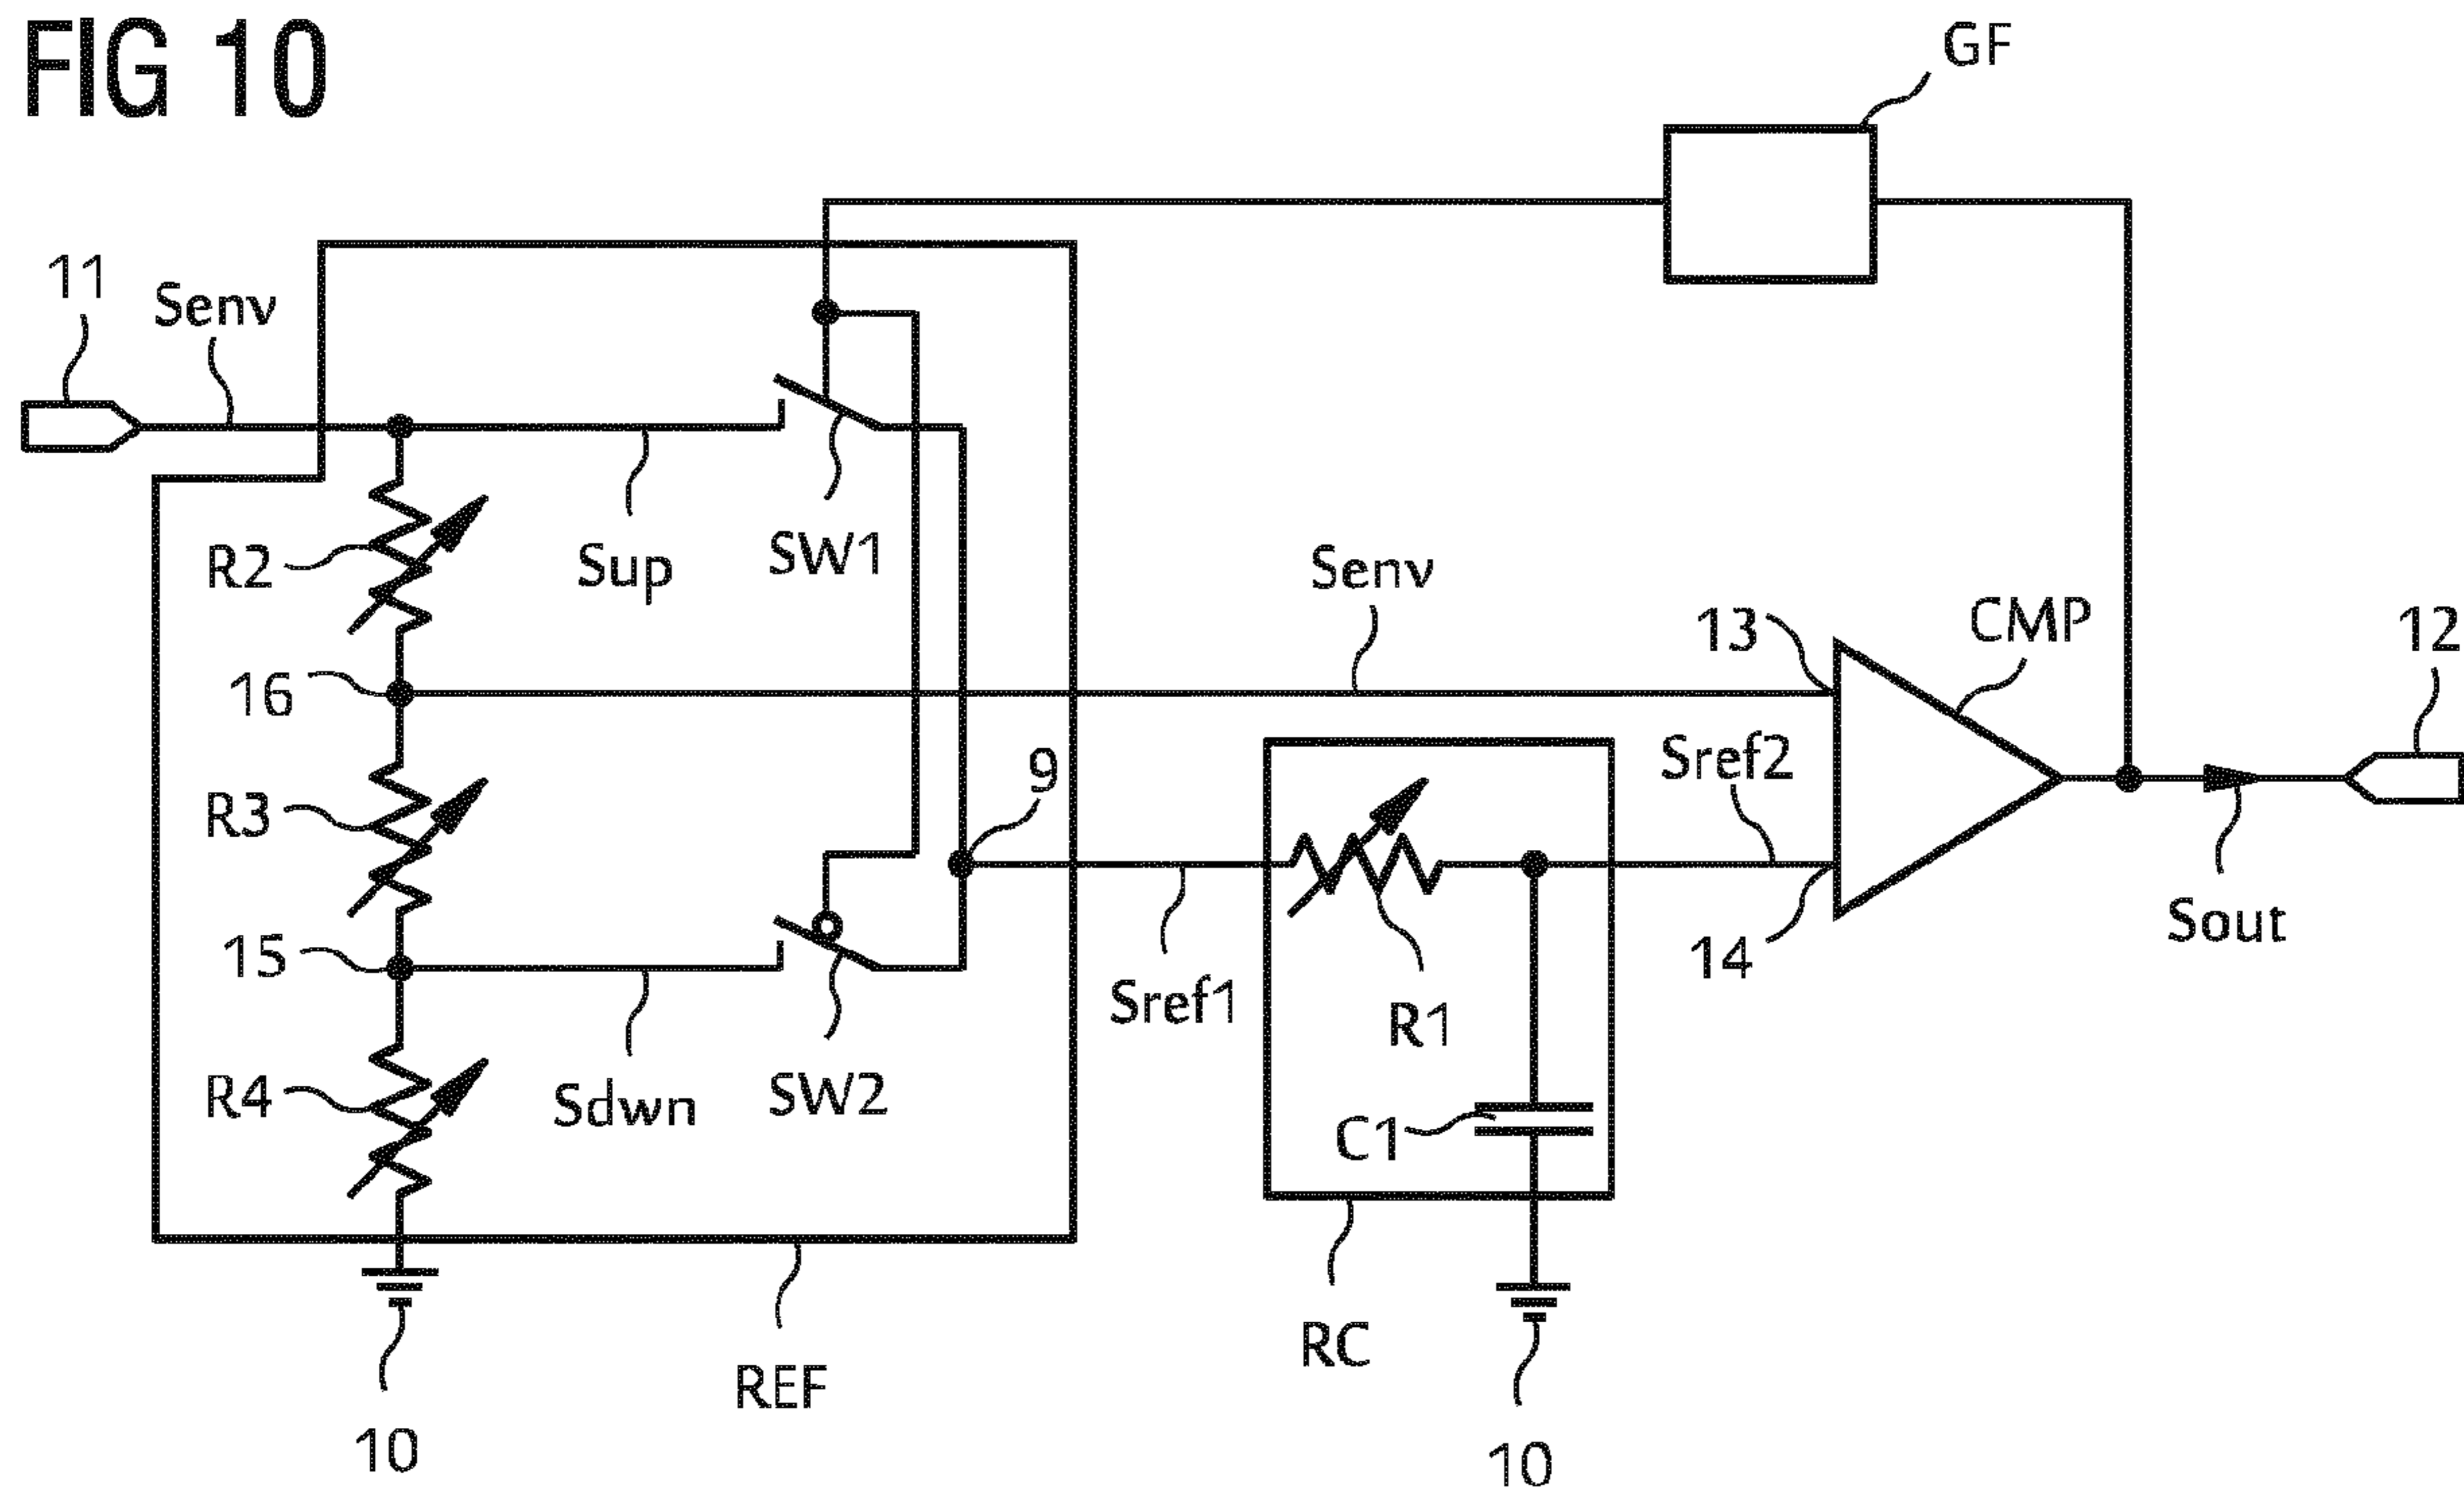 FIG 10
GF
11
Senv
R2
Sup
SW1
Senv
13
CMP
12
16
Sref2
9
R3
15
14
Sout
Sref1
R1
R4
Sdwn
SW2
C1
RC
REF
10
10